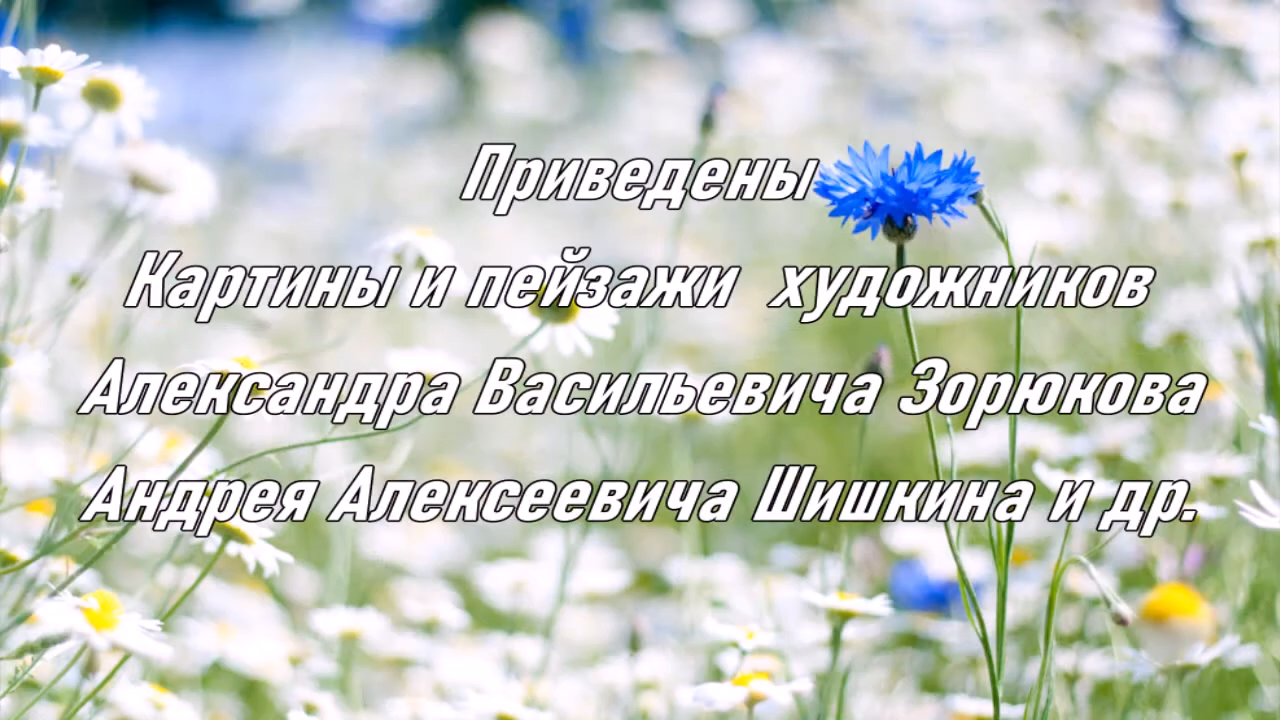 Приведены
Картины и пейзажи художников
Александра Васильевича Зорюкова
Андрея Алексеевича Шишкина и др.